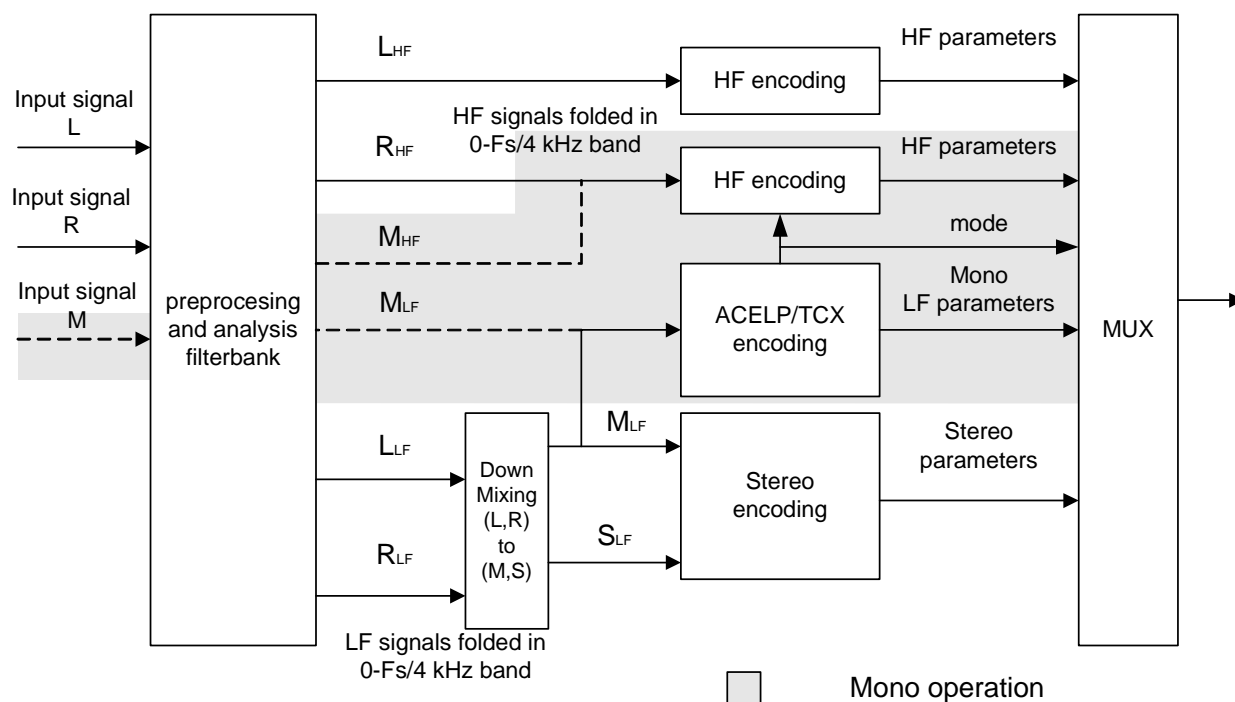 Input signal
L
Input signal
R
Input signal
M
preprocesing
and analysis
filterbank
LHF
HF signals folded in
0-Fs/4 kHz band
RHF
MHF
MLF
LLF
RLF
LF signals folded in
0-Fs/4 kHz band
Down
Mixing
(L,R)
to
(M,S)
MLF
SLF
HF encoding
HF encoding
ACELP/TCX
encoding
Stereo
encoding
HF parameters
HF parameters
mode
Mono
LF parameters
Stereo
parameters
MUX
Mono operation